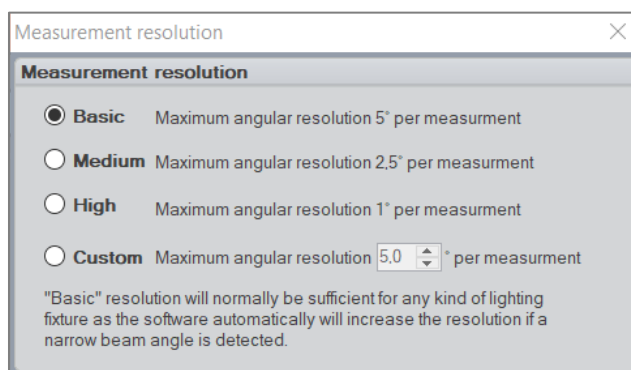 Measurement resolution
Measurement resolution
Basic Maximum angular resolution 5° per measurment
Medium Maximum angular resolution 2,5° per measurment
High Maximum angular resolution 1° per measurment
Custom Maximum angular resolution 5,0 ° per measurment
"Basic" resolution will normally be sufficient for any kind of lighting
fixture as the software automatically will increase the resolution if a
narrow beam angle is detected.